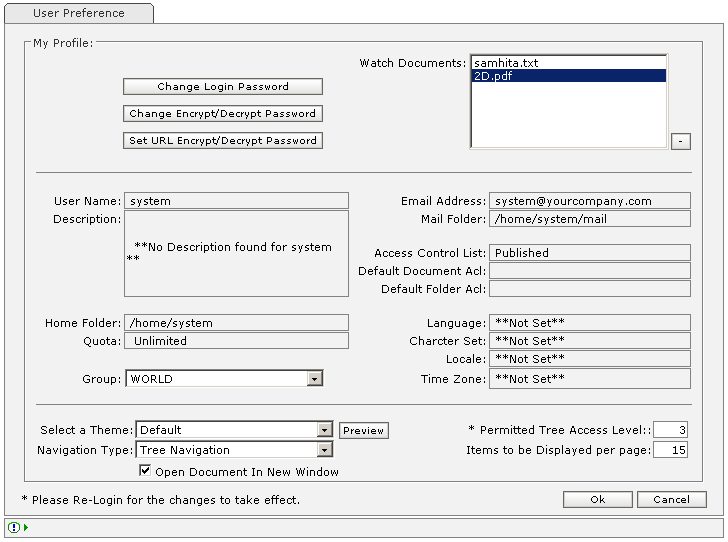 User Preference
My Profile:
Watch Documents: samhita.txt
2D.pdf
Change Login Password
Change Encrypt/Decrypt Password
Set URL Encrypt/Decrypt Password
-
User Name: system
Email Address: system@yourcompany.com
Description:
Mail Folder: /home/system/mail
**No Description found for system
**
Access Control List: Published
Default Document Acl:
Default Folder Acl:
Home Folder: /home/system
Language: **Not Set**
Quota: Unlimited
Charcter Set: **Not Set**
Locale: **Not Set**
Group: WORLD
Time Zone: **Not Set**
Select a Theme: Default Preview
* Permitted Tree Access Level:: 3
Navigation Type: Tree Navigation
Items to be Displayed per page: 15
Open Document In New Window
* Please Re-Login for the changes to take effect.
Ok Cancel